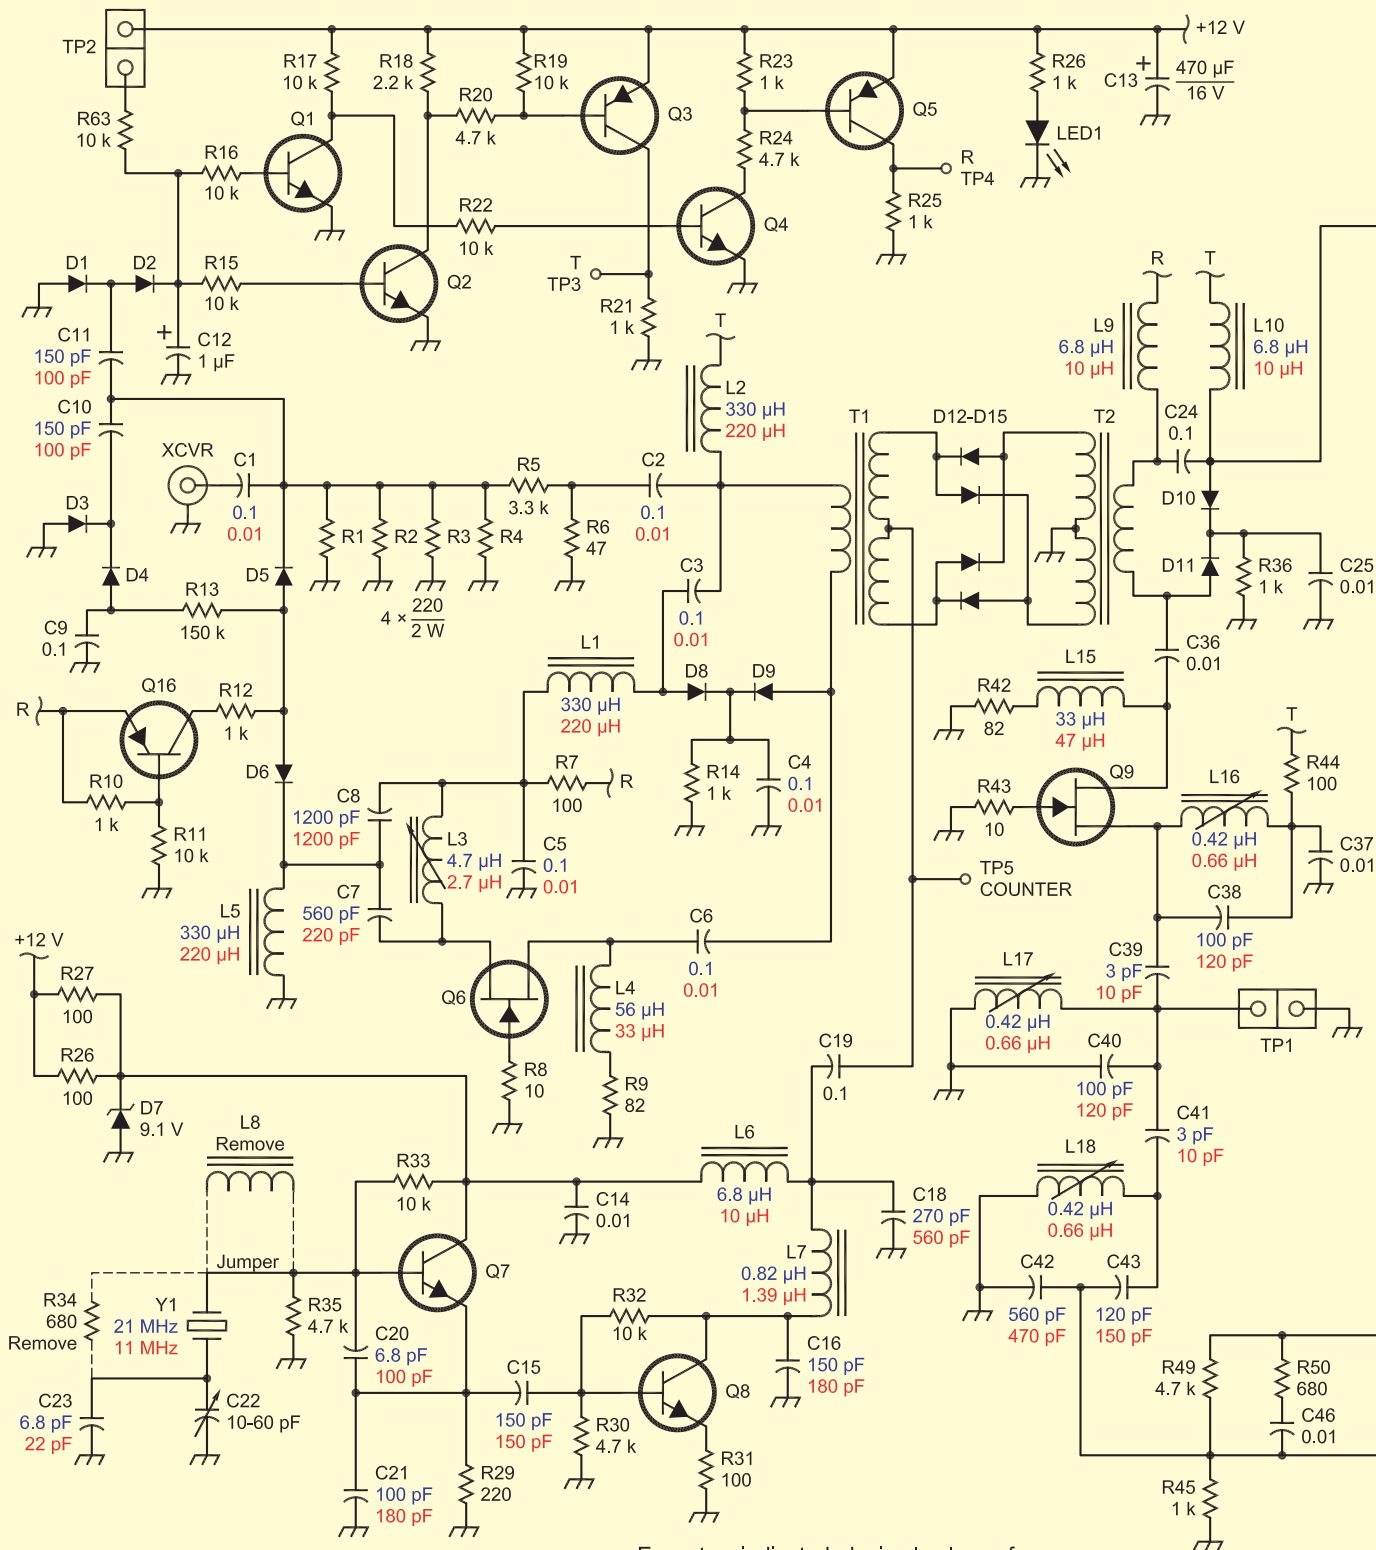 TP2
R17
10 k
R18
2.2 k
R19
10 k
R23
1 k
R26
1 k
+12 V
+
C13
470 µF
16 V
R63
10 k
Q1
R20
4.7 k
Q3
R24
4.7 k
Q5
LED1
R16
10 k
R
TP4
R22
10 k
Q4
R25
1 k
D1
D2
R15
10 k
Q2
T
TP3
R
T
C11
150 pF
100 pF
+
C12
1 µF
R21
1 k
T
L9
6.8 µH
10 µH
L10
6.8 µH
10 µH
C10
150 pF
100 pF
L2
330 µH
220 µH
T1
D12-D15
T2
C24
0.1
XCVR
C1
0.1
0.01
R5
3.3 k
C2
0.1
0.01
D10
D3
R1
R2
R3
R4
R6
47
D4
D5
C3
0.1
0.01
D11
R36
1 k
C25
0.01
R13
150 k
4 × 220
2 W
C9
0.1
L1
330 µH
220 µH
D8
D9
C36
0.01
L15
33 µH
47 µH
R42
82
R
Q16
R12
1 k
T
R10
1 k
D6
R7
100
R
R14
1 k
C4
0.1
0.01
R43
10
Q9
L16
0.42 µH
0.66 µH
R44
100
R11
10 k
C8
1200 pF
1200 pF
L3
4.7 µH
2.7 µH
C5
0.1
0.01
C37
0.01
TP5
COUNTER
L5
330 µH
220 µH
C7
560 pF
220 pF
C6
0.1
0.01
C38
100 pF
120 pF
+12 V
R27
100
Q6
L4
56 µH
33 µH
L17
0.42 µH
0.66 µH
C39
3 pF
10 pF
R26
100
C19
0.1
C40
100 pF
120 pF
TP1
R8
10
R9
82
D7
9.1 V
L8
Remove
C41
3 pF
10 pF
R33
10 k
L6
6.8 µH
10 µH
L18
0.42 µH
0.66 µH
C14
0.01
C18
270 pF
560 pF
Jumper
Q7
L7
0.82 µH
1.39 µH
C42
560 pF
470 pF
C43
120 pF
150 pF
R34
680
Remove
Y1
21 MHz
11 MHz
R35
4.7 k
R32
10 k
C20
6.8 pF
100 pF
C15
150 pF
150 pF
Q8
C16
150 pF
180 pF
R49
4.7 k
R50
680
C23
6.8 pF
22 pF
C22
10-60 pF
R30
4.7 k
C46
0.01
C21
100 pF
180 pF
R29
220
R31
100
R45
1 k